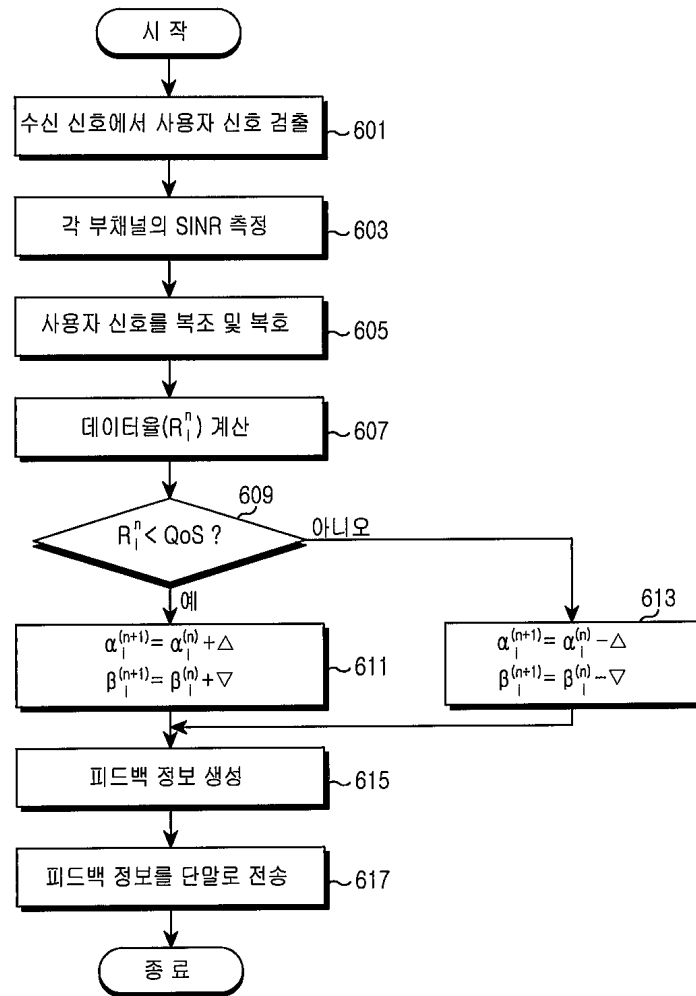 시 작
수신 신호에서 사용자 신호 검출
601
각 부채널의 SINR 측정
603
사용자 신호를 복조 및 복호
605
데이터율(R_l^n) 계산
607
609
R_l^n < QoS ?
아니오
예
613
α_l^(n+1) = α_l^(n) + △
β_l^(n+1) = β_l^(n) + ▽
611
α_l^(n+1) = α_l^(n) − △
β_l^(n+1) = β_l^(n) − ▽
피드백 정보 생성
615
피드백 정보를 단말로 전송
617
종 료